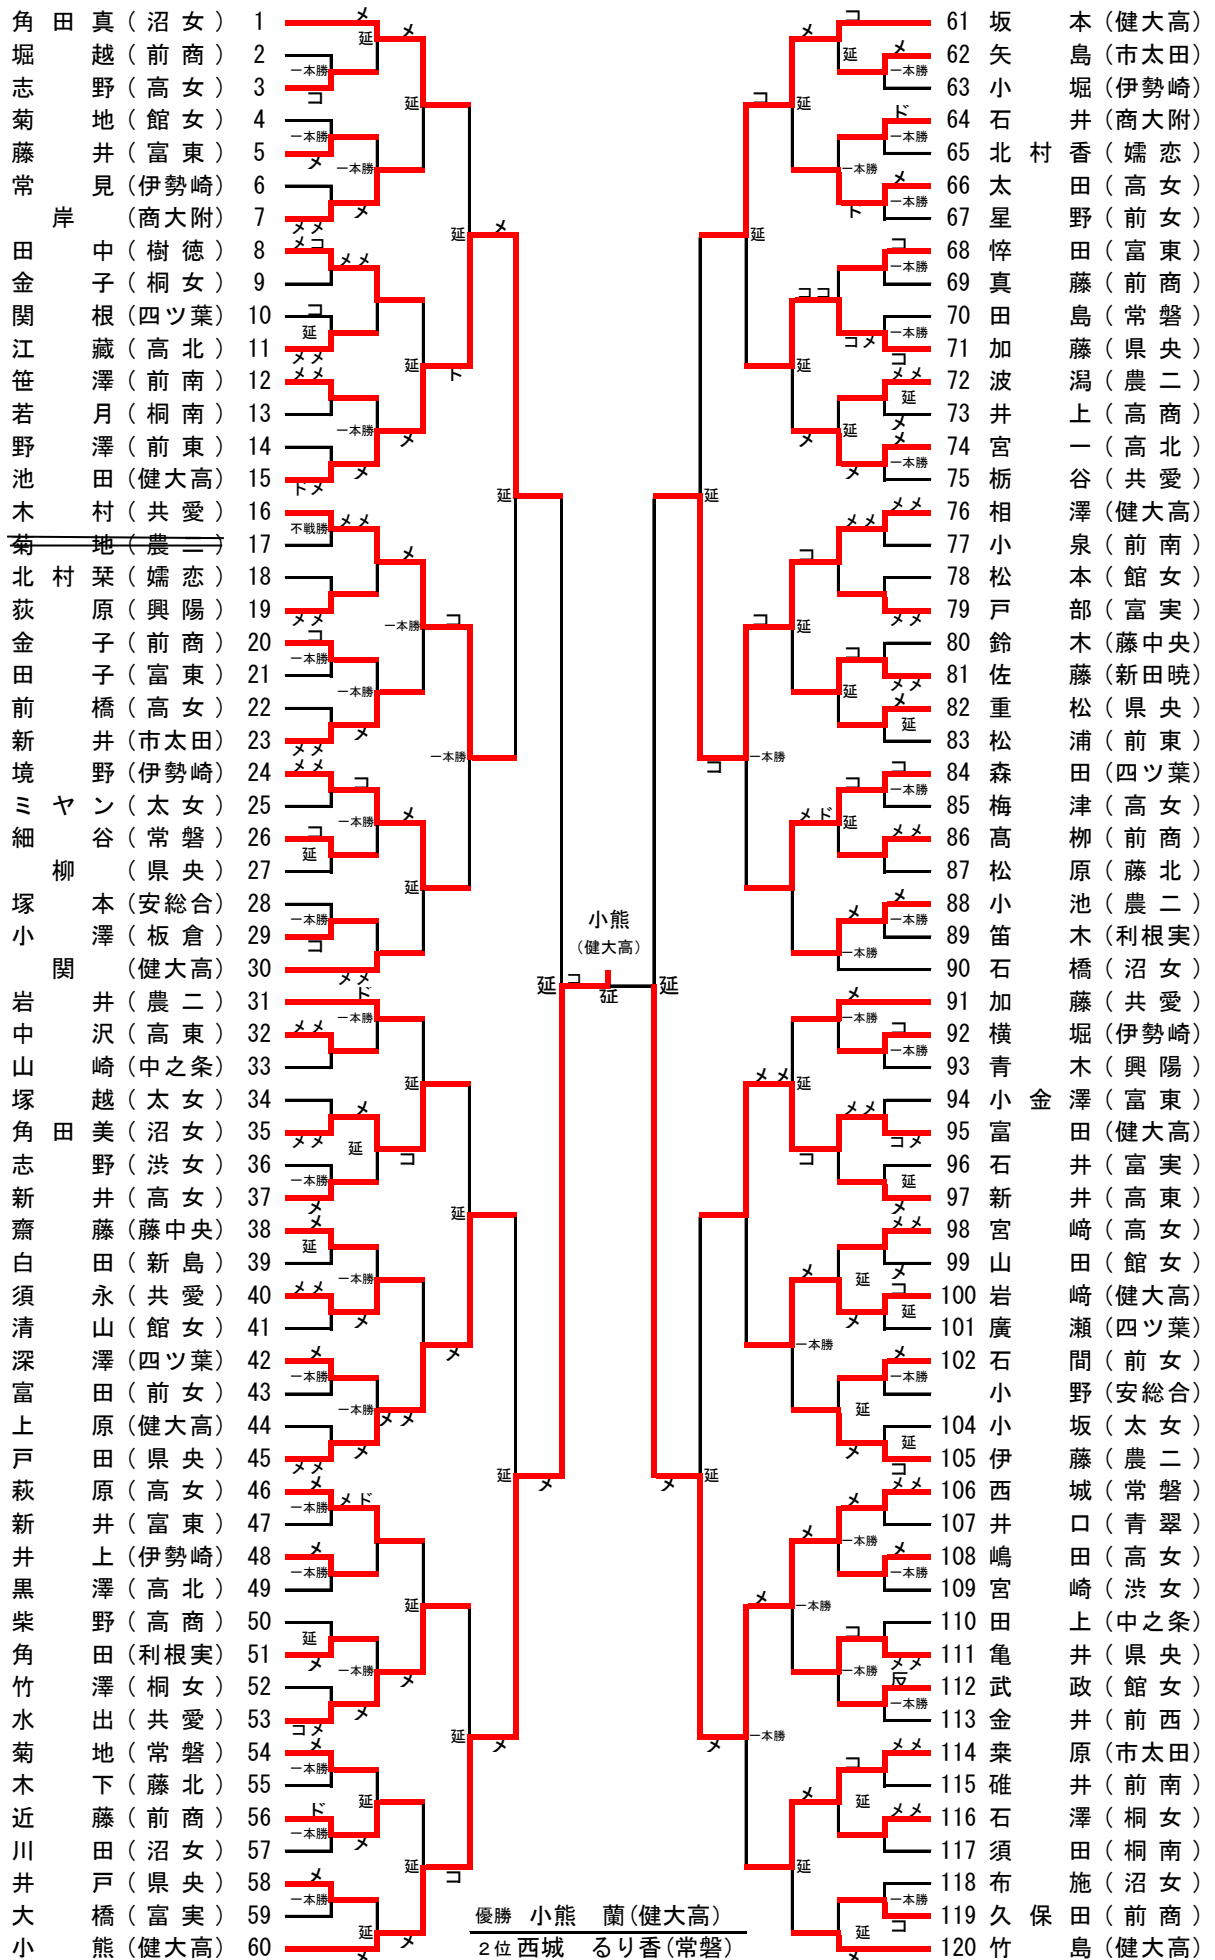 角田真(沼女) 1
堀越(前商) 2
志野(高女) 3
菊地(館女) 4
藤井(富東) 5
常見(伊勢崎) 6
岸(商大附) 7
田中(樹徳) 8
金子(桐女) 9
関根(四ツ葉) 10
江藏(高北) 11
笹澤(前南) 12
若月(桐南) 13
野澤(前東) 14
池田(健大高) 15
木村(共愛) 16
菊地(農二) 17
北村栞(嬬恋) 18
荻原(興陽) 19
金子(前商) 20
田子(富東) 21
前橋(高女) 22
新井(市太田) 23
境野(伊勢崎) 24
ミヤン(太女) 25
細谷(常磐) 26
柳(県央) 27
塚本(安総合) 28
小澤(板倉) 29
関(健大高) 30
岩井(農二) 31
中沢(高東) 32
山崎(中之条) 33
塚越(太女) 34
角田美(沼女) 35
志野(渋女) 36
新井(高女) 37
齋藤(藤中央) 38
白田(新島) 39
須永(共愛) 40
清山(館女) 41
深澤(四ツ葉) 42
富田(前女) 43
上原(健大高) 44
戸田(県央) 45
萩原(高女) 46
新井(富東) 47
井上(伊勢崎) 48
黒澤(高北) 49
柴野(高商) 50
角田(利根実) 51
竹澤(桐女) 52
水出(共愛) 53
菊地(常磐) 54
木下(藤北) 55
近藤(前商) 56
川田(沼女) 57
井戸(県央) 58
大橋(富実) 59
小熊(健大高) 60
小熊
(健大高)
優勝 小熊 蘭(健大高)
2位 西城 るり香(常磐)
61 坂本(健大高)
62 矢島(市太田)
63 小堀(伊勢崎)
64 石井(商大附)
65 北村香(嬬恋)
66 太田(高女)
67 星野(前女)
68 悴田(富東)
69 真藤(前商)
70 田島(常磐)
71 加藤(県央)
72 波潟(農二)
73 井上(高商)
74 宮一(高北)
75 栃谷(共愛)
76 相澤(健大高)
77 小泉(前南)
78 松本(館女)
79 戸部(富実)
80 鈴木(藤中央)
81 佐藤(新田暁)
82 重松(県央)
83 松浦(前東)
84 森田(四ツ葉)
85 梅津(高女)
86 髙栁(前商)
87 松原(藤北)
88 小池(農二)
89 笛木(利根実)
90 石橋(沼女)
91 加藤(共愛)
92 横堀(伊勢崎)
93 青木(興陽)
94 小金澤(富東)
95 富田(健大高)
96 石井(富実)
97 新井(高東)
98 宮﨑(高女)
99 山田(館女)
100 岩﨑(健大高)
101 廣瀬(四ツ葉)
102 石間(前女)
小野(安総合)
104 小坂(太女)
105 伊藤(農二)
106 西城(常磐)
107 井口(青翠)
108 嶋田(高女)
109 宮崎(渋女)
110 田上(中之条)
111 亀井(県央)
112 武政(館女)
113 金井(前西)
114 桒原(市太田)
115 碓井(前南)
116 石澤(桐女)
117 須田(桐南)
118 布施(沼女)
119 久保田(前商)
120 竹島(健大高)